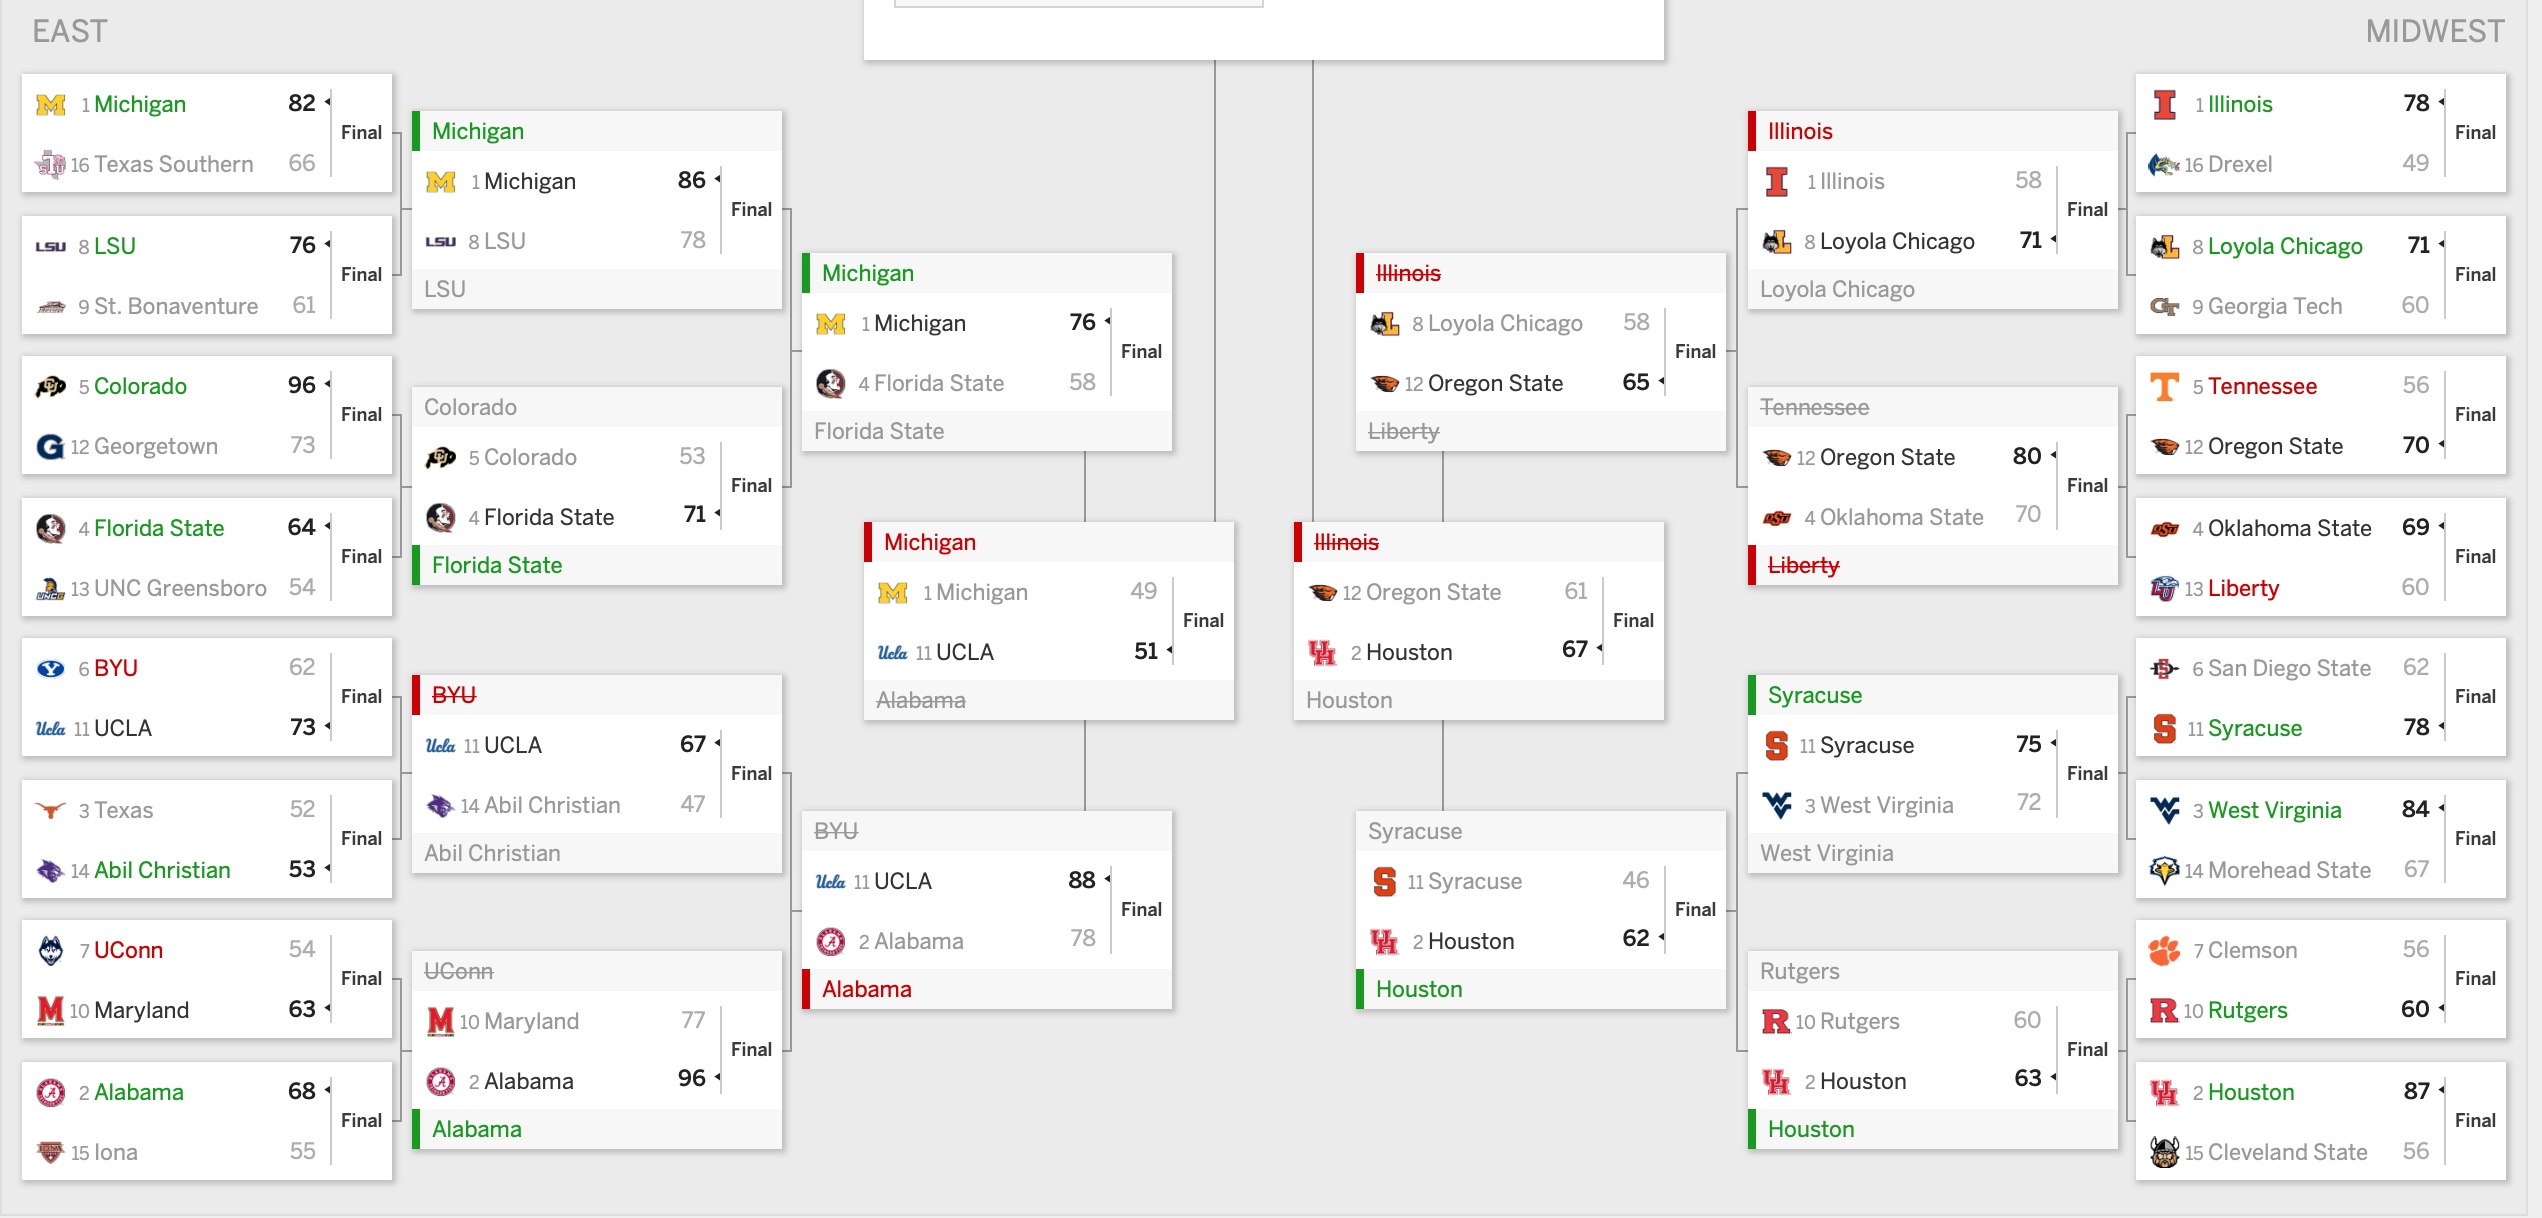 EAST
MIDWEST
1 Michigan 82
16 Texas Southern 66
Final
8 LSU 76
9 St. Bonaventure 61
Final
5 Colorado 96
12 Georgetown 73
Final
4 Florida State 64
13 UNC Greensboro 54
Final
6 BYU 62
11 UCLA 73
Final
3 Texas 52
14 Abil Christian 53
Final
7 UConn 54
10 Maryland 63
Final
2 Alabama 68
15 Iona 55
Final
Michigan
1 Michigan 86
8 LSU 78
Final
LSU
Colorado
5 Colorado 53
4 Florida State 71
Final
Florida State
BYU
11 UCLA 67
14 Abil Christian 47
Final
Abil Christian
UConn
10 Maryland 77
2 Alabama 96
Final
Alabama
Michigan
1 Michigan 76
4 Florida State 58
Final
Florida State
BYU
11 UCLA 88
2 Alabama 78
Final
Alabama
Michigan
1 Michigan 49
11 UCLA 51
Final
Alabama
Illinois
12 Oregon State 61
2 Houston 67
Final
Houston
Illinois
8 Loyola Chicago 58
12 Oregon State 65
Final
Liberty
Syracuse
11 Syracuse 46
2 Houston 62
Final
Houston
Illinois
1 Illinois 58
8 Loyola Chicago 71
Final
Loyola Chicago
Tennessee
12 Oregon State 80
4 Oklahoma State 70
Final
Liberty
Syracuse
11 Syracuse 75
3 West Virginia 72
Final
West Virginia
Rutgers
10 Rutgers 60
2 Houston 63
Final
Houston
1 Illinois 78
16 Drexel 49
Final
8 Loyola Chicago 71
9 Georgia Tech 60
Final
5 Tennessee 56
12 Oregon State 70
Final
4 Oklahoma State 69
13 Liberty 60
Final
6 San Diego State 62
11 Syracuse 78
Final
3 West Virginia 84
14 Morehead State 67
Final
7 Clemson 56
10 Rutgers 60
Final
2 Houston 87
15 Cleveland State 56
Final